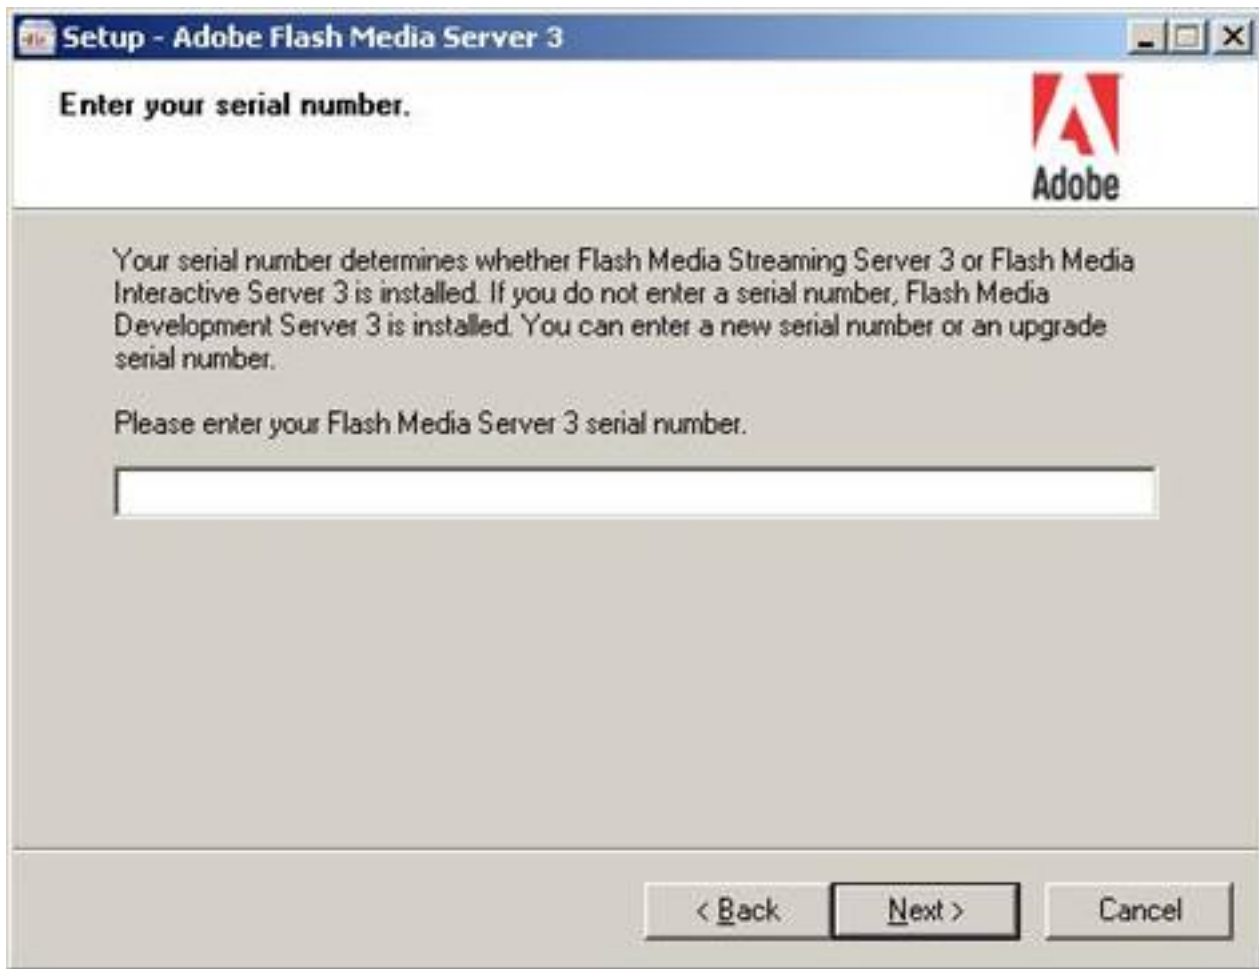 Setup - Adobe Flash Media Server 3
Enter your serial number.
Adobe
Your serial number determines whether Flash Media Streaming Server 3 or Flash Media
Interactive Server 3 is installed. If you do not enter a serial number, Flash Media
Development Server 3 is installed. You can enter a new serial number or an upgrade
serial number.
Please enter your Flash Media Server 3 serial number.
< Back Next > Cancel